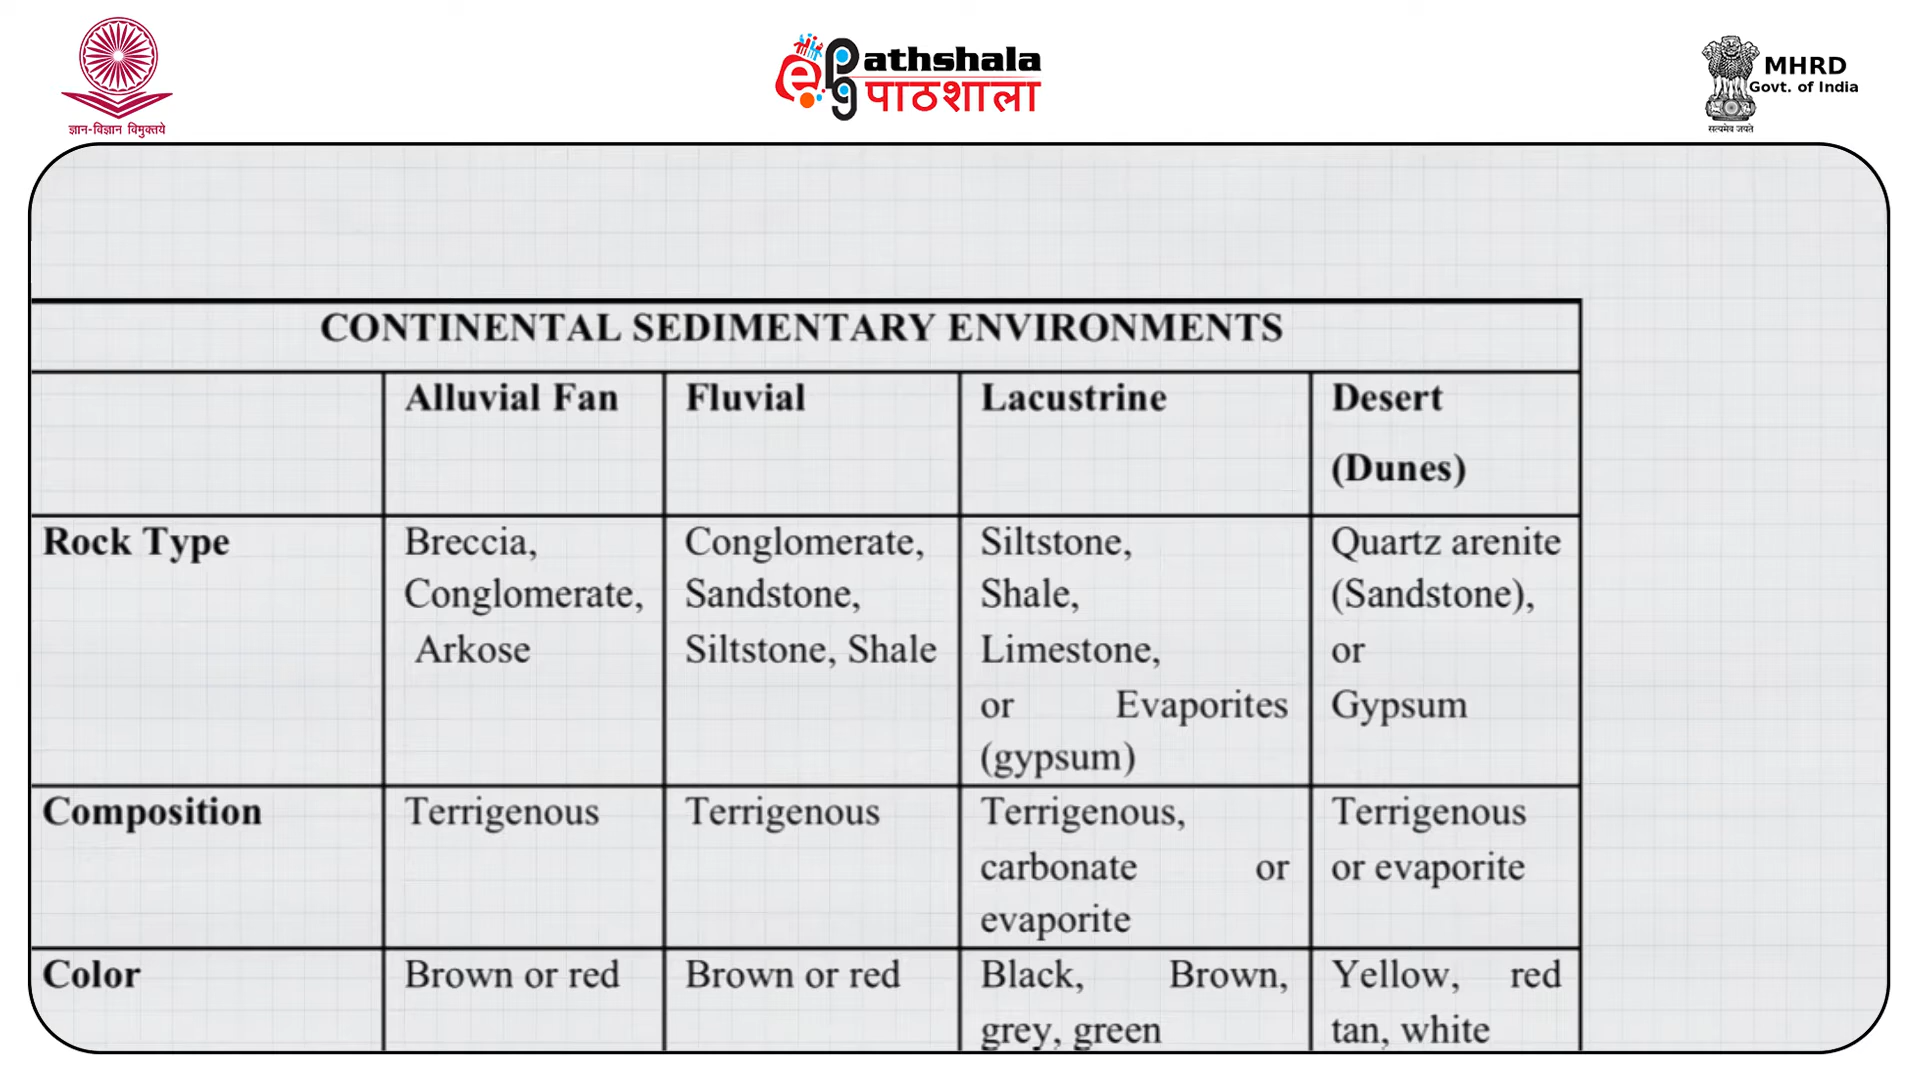 ज्ञान-विज्ञान विमुक्तये
ePG athshala
पाठशाला
MHRD
Govt. of India
सत्यमेव जयते
CONTINENTAL SEDIMENTARY ENVIRONMENTS
Alluvial Fan
Fluvial
Lacustrine
Desert
(Dunes)
Rock Type
Breccia,
Conglomerate,
Arkose
Conglomerate,
Sandstone,
Siltstone, Shale
Siltstone,
Shale,
Limestone,
or Evaporites
(gypsum)
Quartz arenite
(Sandstone),
or
Gypsum
Composition
Terrigenous
Terrigenous
Terrigenous,
carbonate or
evaporite
Terrigenous
or evaporite
Color
Brown or red
Brown or red
Black, Brown,
grey, green
Yellow, red
tan, white